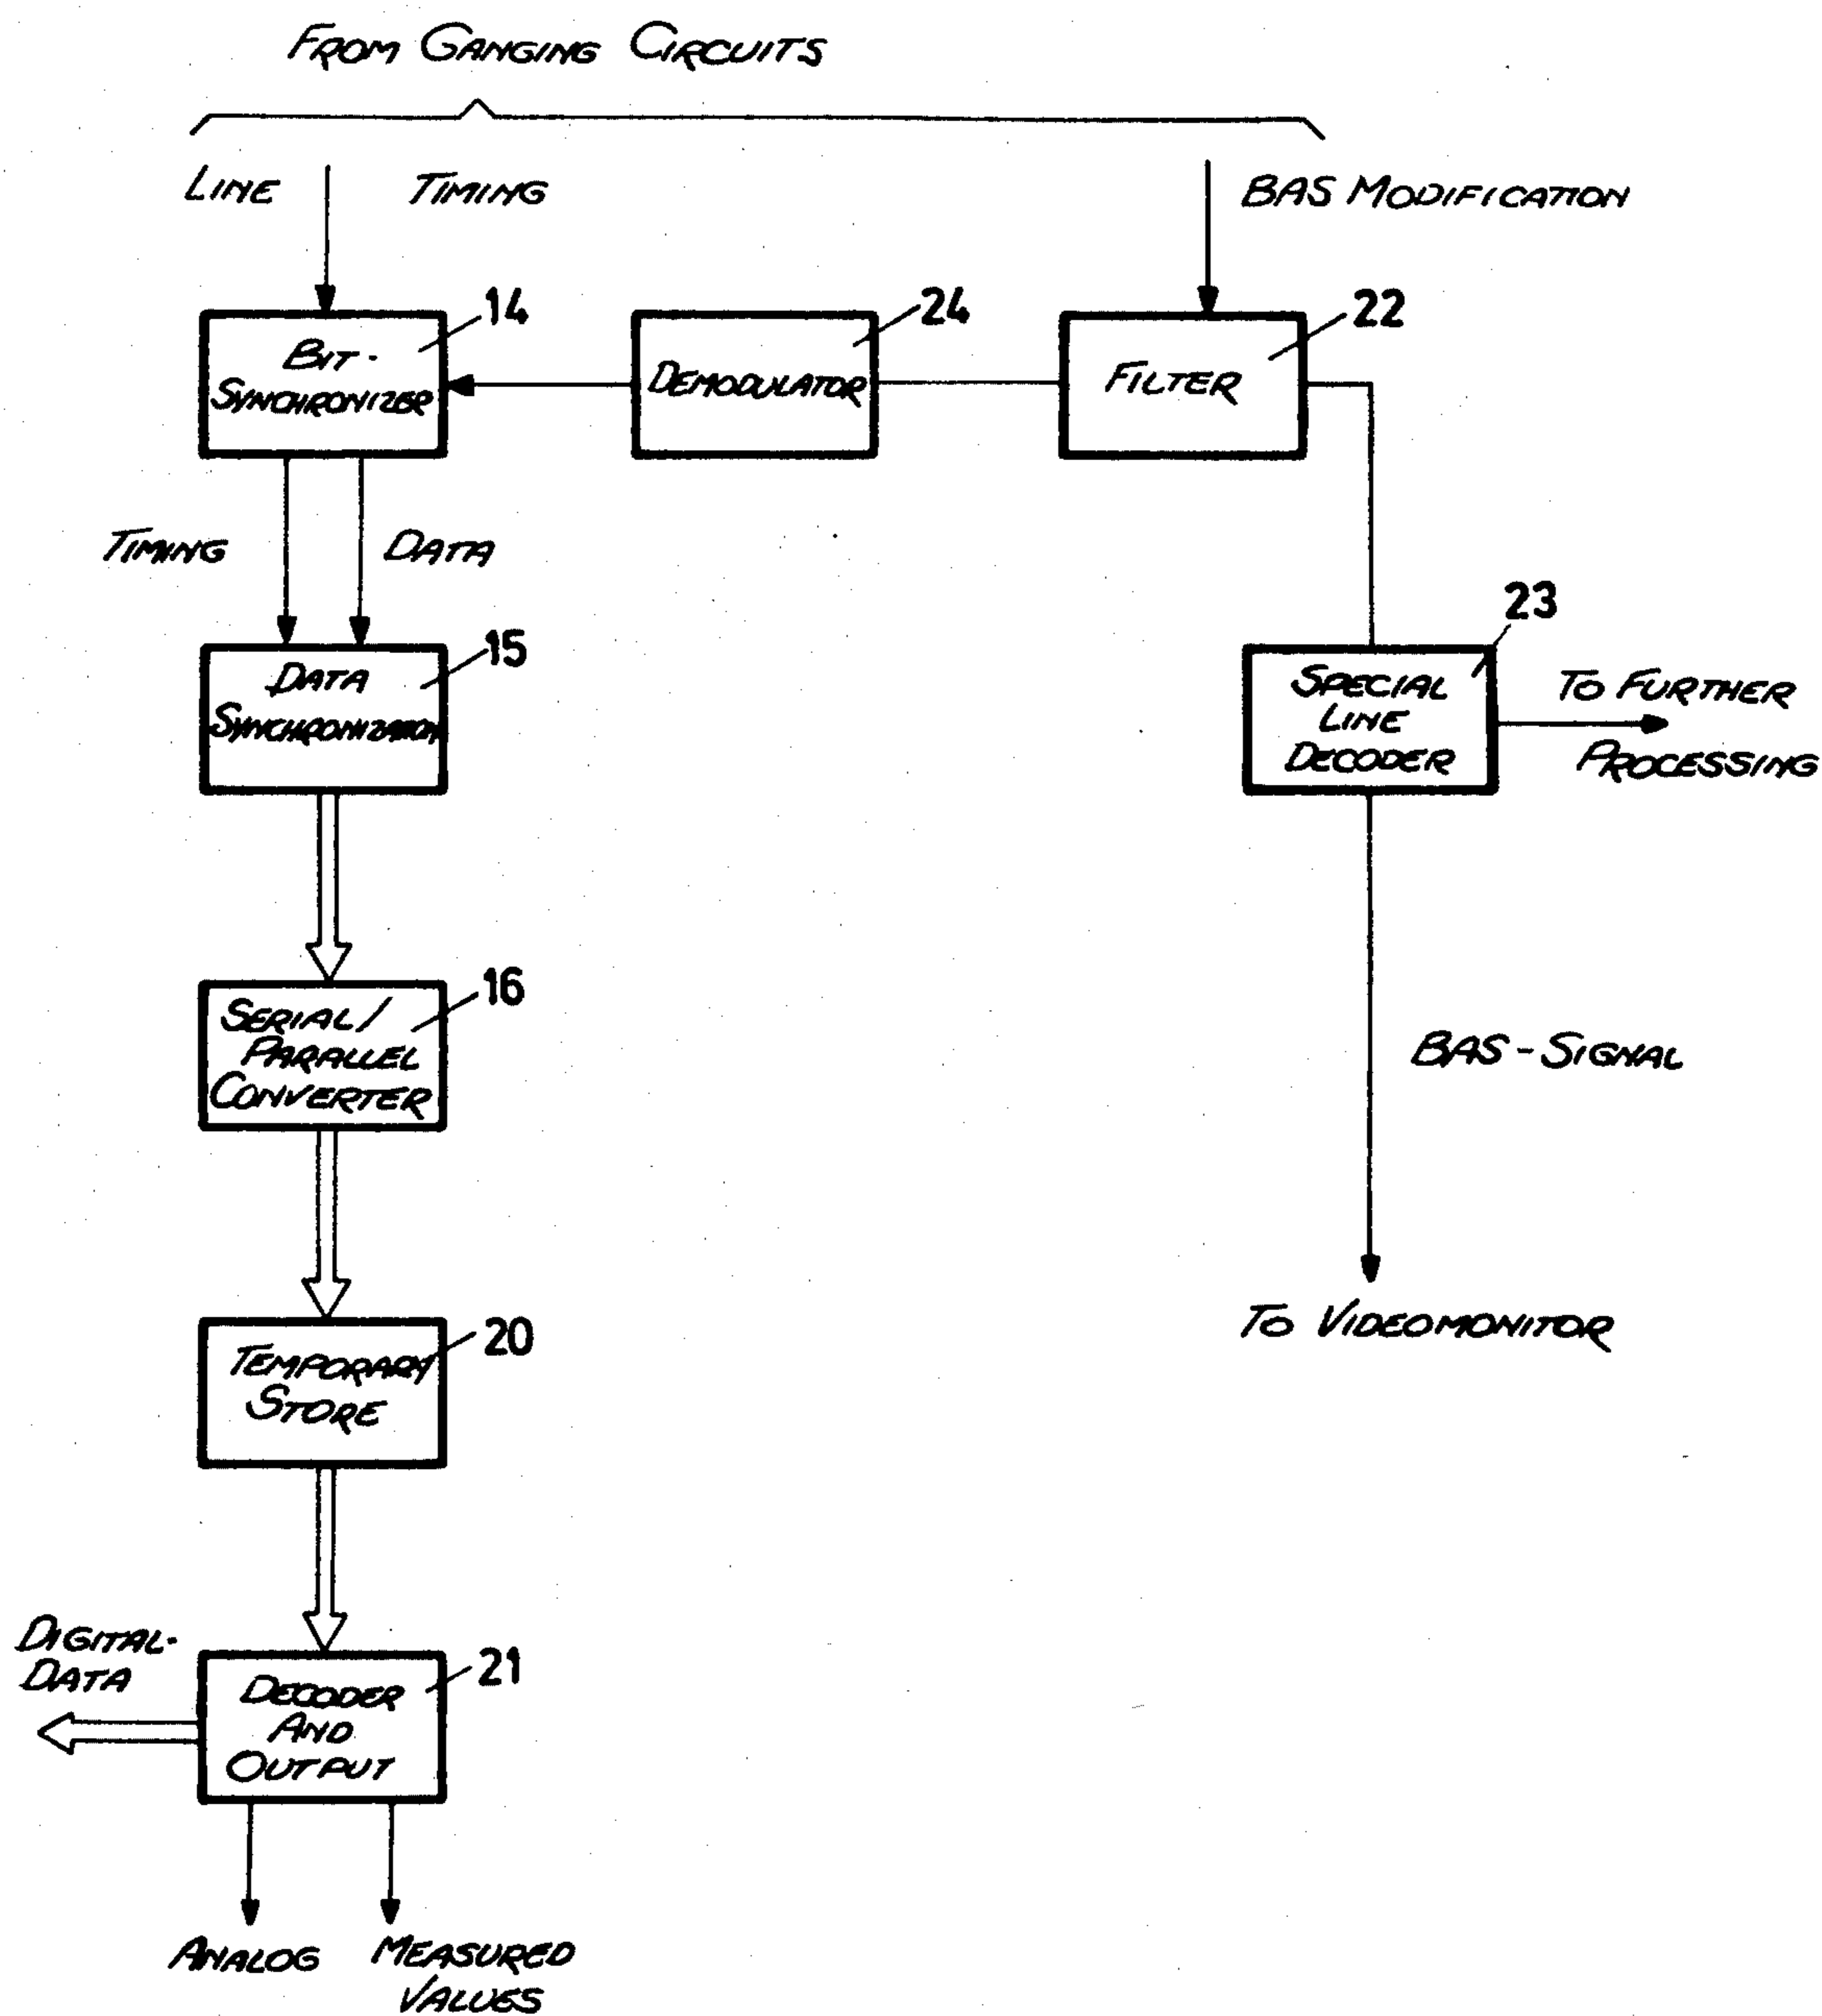 FROM GANGING CIRCUITS
LINE TIMING
BAS MODIFICATION
14
24
22
BIT-
SYNCHRONIZER
DEMODULATOR
FILTER
TIMING
DATA
15
23
DATA
SYNCHRONIZATION
SPECIAL
LINE
DECODER
TO FURTHER
PROCESSING
16
SERIAL/
PARALLEL
CONVERTER
BAS-SIGNAL
20
TEMPORARY
STORE
TO VIDEOMONITOR
21
DIGITAL-
DATA
DECODER
AND
OUTPUT
ANALOG
MEASURED
VALUES